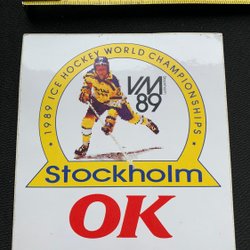 · 1989 ICE HOCKEY WORLD CHAMPIONSHIPS ·
VM
89
Stockholm
OK